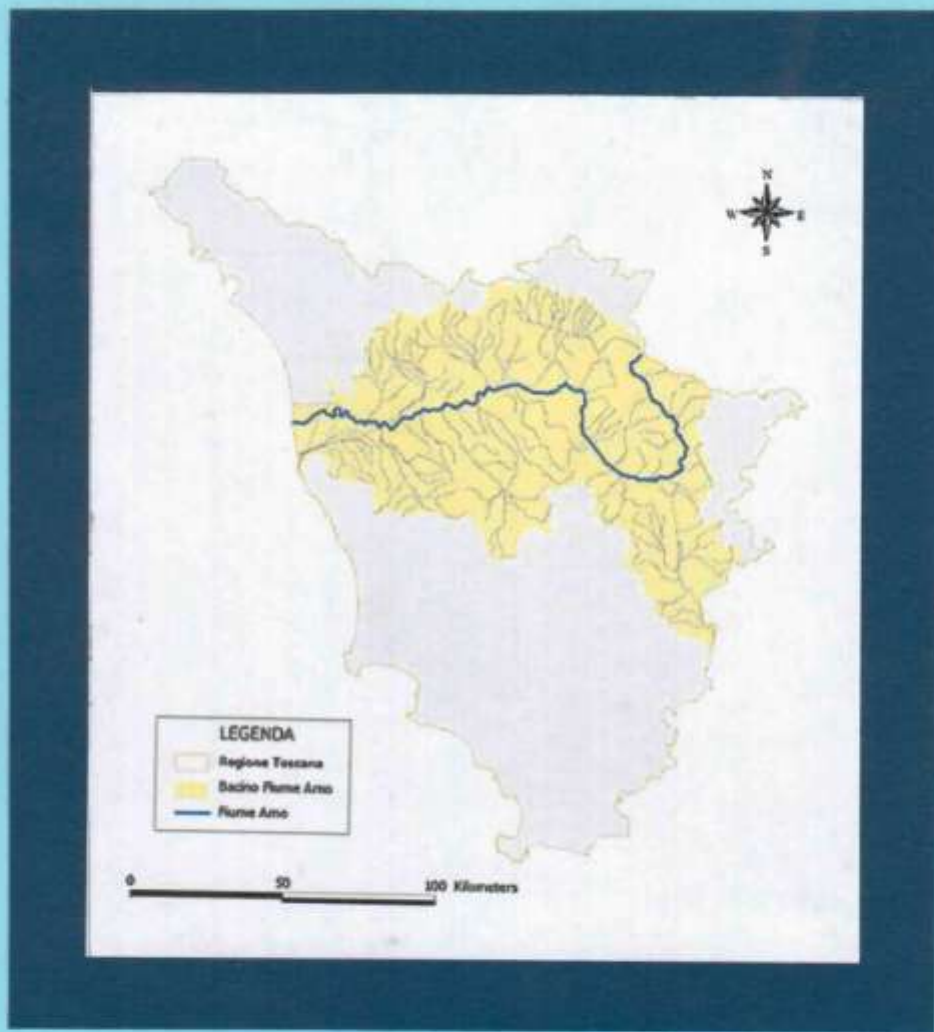 N
W E
S
LEGENDA
Regione Toscana
Bacino Fiume Arno
Fiume Arno
0 50 100 Kilometers